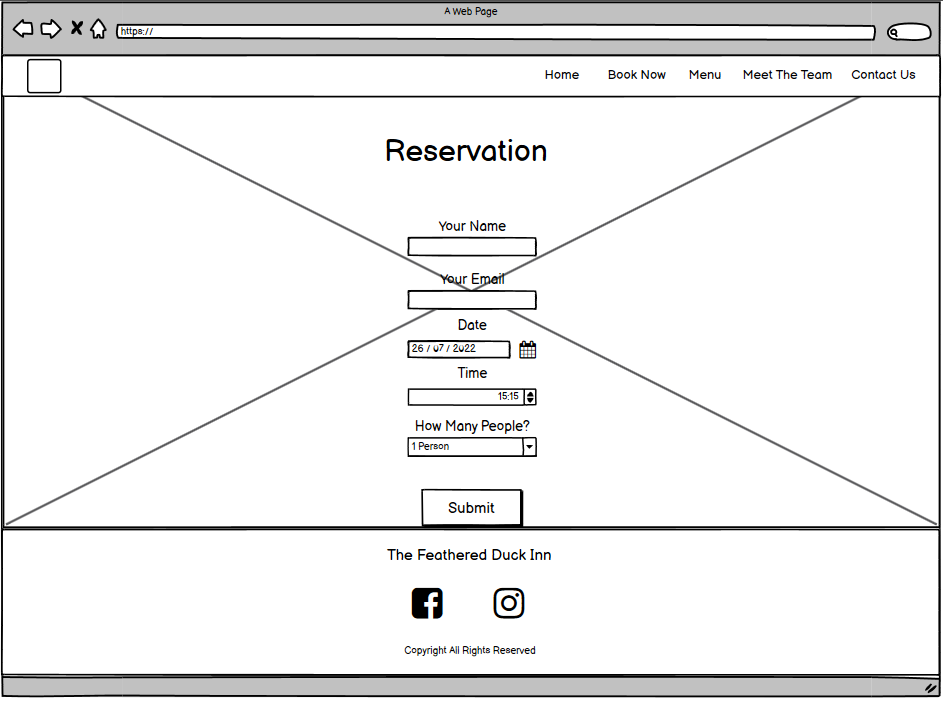 A Web Page
https://
Home Book Now Menu Meet The Team Contact Us
Reservation
Your Name
Your Email
Date
26 / 07 / 2022
Time
15:15
How Many People?
1 Person
Submit
The Feathered Duck Inn
Copyright All Rights Reserved